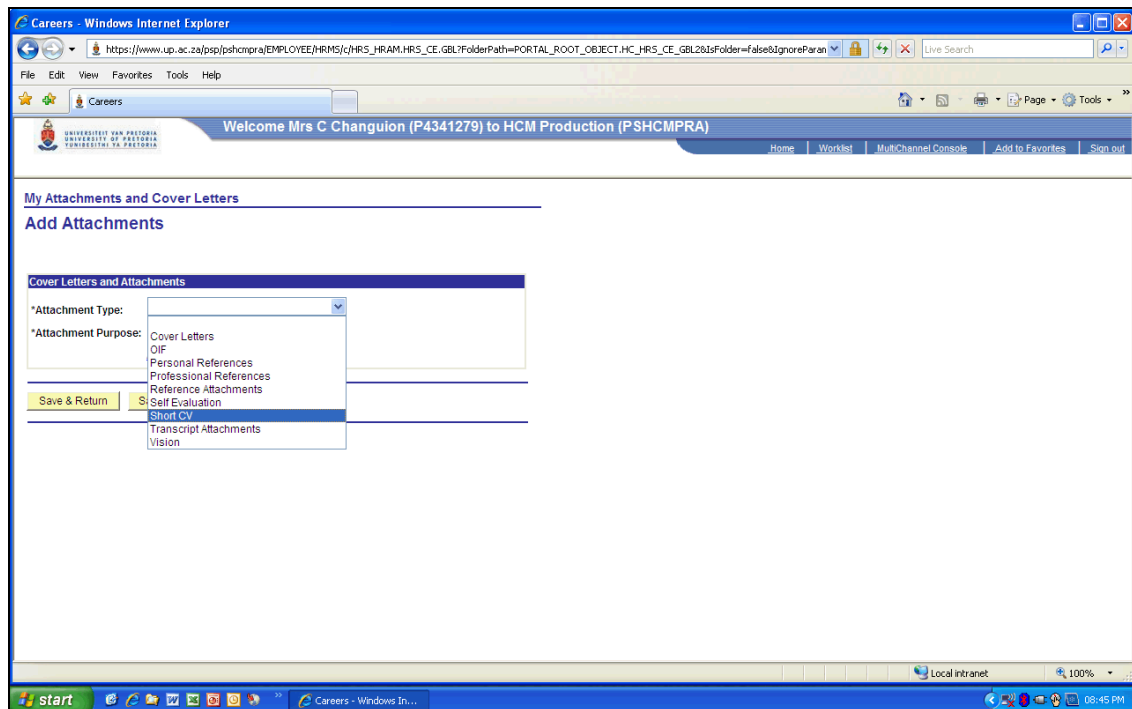 Careers - Windows Internet Explorer
https://www.up.ac.za/psp/pshcmpra/EMPLOYEE/HRMS/c/HRS_HRAM.HRS_CE.GBL?FolderPath=PORTAL_ROOT_OBJECT.HC_HRS_CE_GBL2&IsFolder=false&IgnoreParan
Live Search
File Edit View Favorites Tools Help
Careers
Page Tools
UNIVERSITEIT VAN PRETORIA
UNIVERSITY OF PRETORIA
YUNIBESITHI YA PRETORIA
Welcome Mrs C Changuion (P4341279) to HCM Production (PSHCMPRA)
Home Worklist MultiChannel Console Add to Favorites Sign out
My Attachments and Cover Letters
Add Attachments
Cover Letters and Attachments
*Attachment Type:
*Attachment Purpose:
Cover Letters
OIF
Personal References
Professional References
Reference Attachments
Self Evaluation
Short CV
Transcript Attachments
Vision
Save & Return
Local intranet
100%
start
Careers - Windows In...
08:45 PM